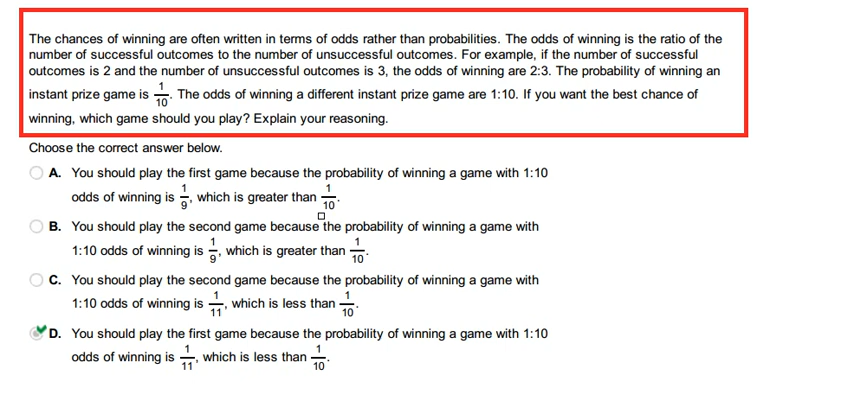 The chances of winning are often written in terms of odds rather than probabilities. The odds of winning is the ratio of the
number of successful outcomes to the number of unsuccessful outcomes. For example, if the number of successful
outcomes is 2 and the number of unsuccessful outcomes is 3, the odds of winning are 2:3. The probability of winning an
instant prize game is 1/10. The odds of winning a different instant prize game are 1:10. If you want the best chance of
winning, which game should you play? Explain your reasoning.
Choose the correct answer below.
A. You should play the first game because the probability of winning a game with 1:10
odds of winning is 1/9, which is greater than 1/10.
B. You should play the second game because the probability of winning a game with
1:10 odds of winning is 1/9, which is greater than 1/10.
C. You should play the second game because the probability of winning a game with
1:10 odds of winning is 1/11, which is less than 1/10.
D. You should play the first game because the probability of winning a game with 1:10
odds of winning is 1/11, which is less than 1/10.